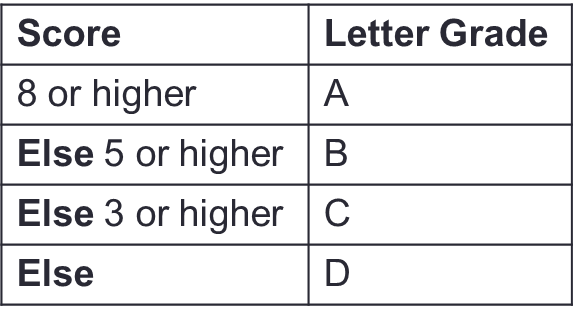 Score Letter Grade
8 or higher A
Else 5 or higher B
Else 3 or higher C
Else D